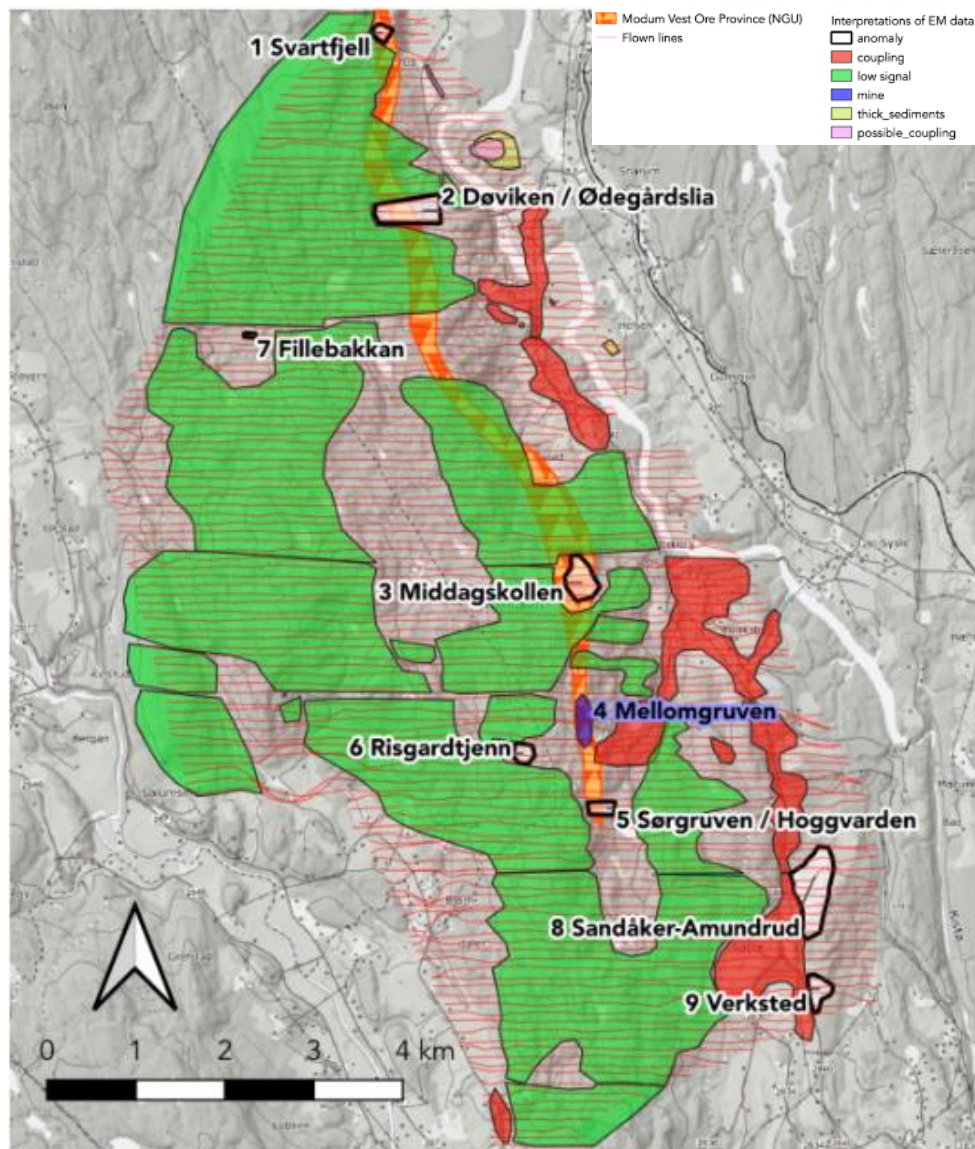 Modum Vest Ore Province (NGU)
Flown lines
Interpretations of EM data
anomaly
coupling
low signal
mine
thick_sediments
possible_coupling
1 Svartfjell
Snarum
2 Døviken / Ødegårdslia
7 Fillebakkan
3 Middagskollen
4 Mellomgruven
6 Risgardtjenn
5 Sørgruven / Hoggvarden
8 Sandåker-Amundrud
9 Verksted
0 1 2 3 4 km